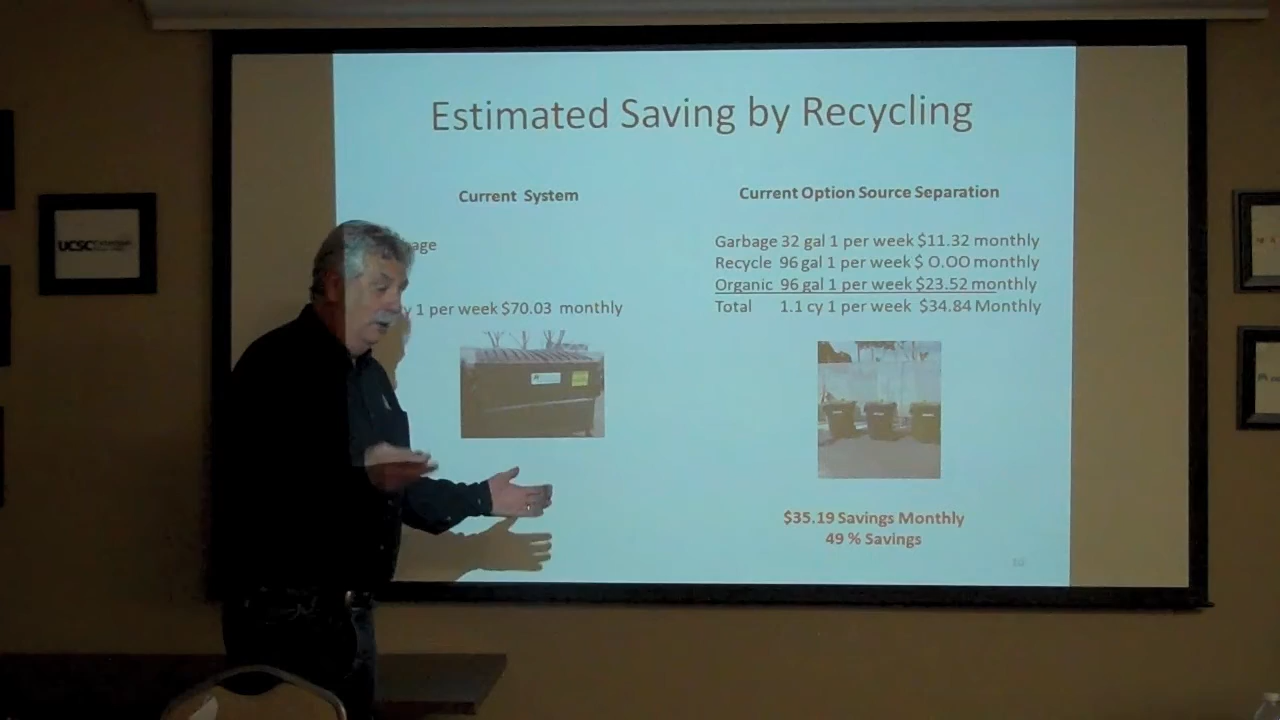 Estimated Saving by Recycling
Current System
Current Option Source Separation
Garbage 32 gal 1 per week $11.32 monthly
Recycle 96 gal 1 per week $ 0.00 monthly
Organic 96 gal 1 per week $23.52 monthly
Total 1.1 cy 1 per week $34.84 Monthly
1 per week $70.03 monthly
$35.19 Savings Monthly
49 % Savings
10
UCSC Extension